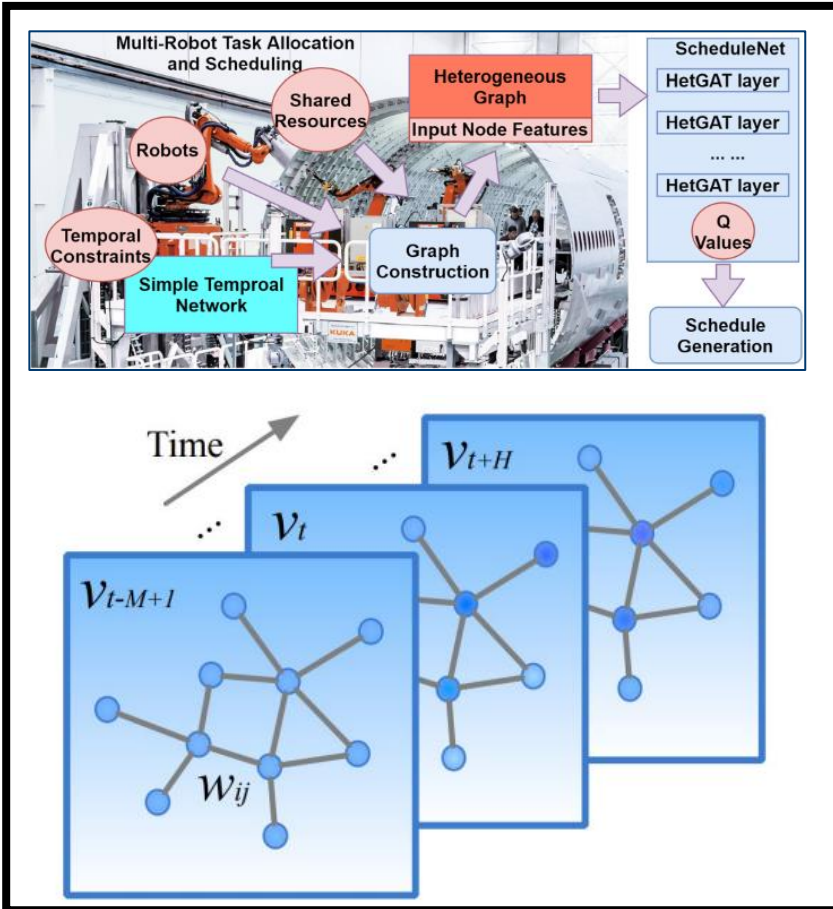 Multi-Robot Task Allocation
and Scheduling
Shared
Resources
Robots
Temporal
Constraints
Simple Temproal
Network
Graph
Construction
Heterogeneous
Graph
Input Node Features
KUKA
ScheduleNet
HetGAT layer
HetGAT layer
... ...
HetGAT layer
Q
Values
Schedule
Generation
Time
...
...
vt-M+1
vt
vt+H
wij